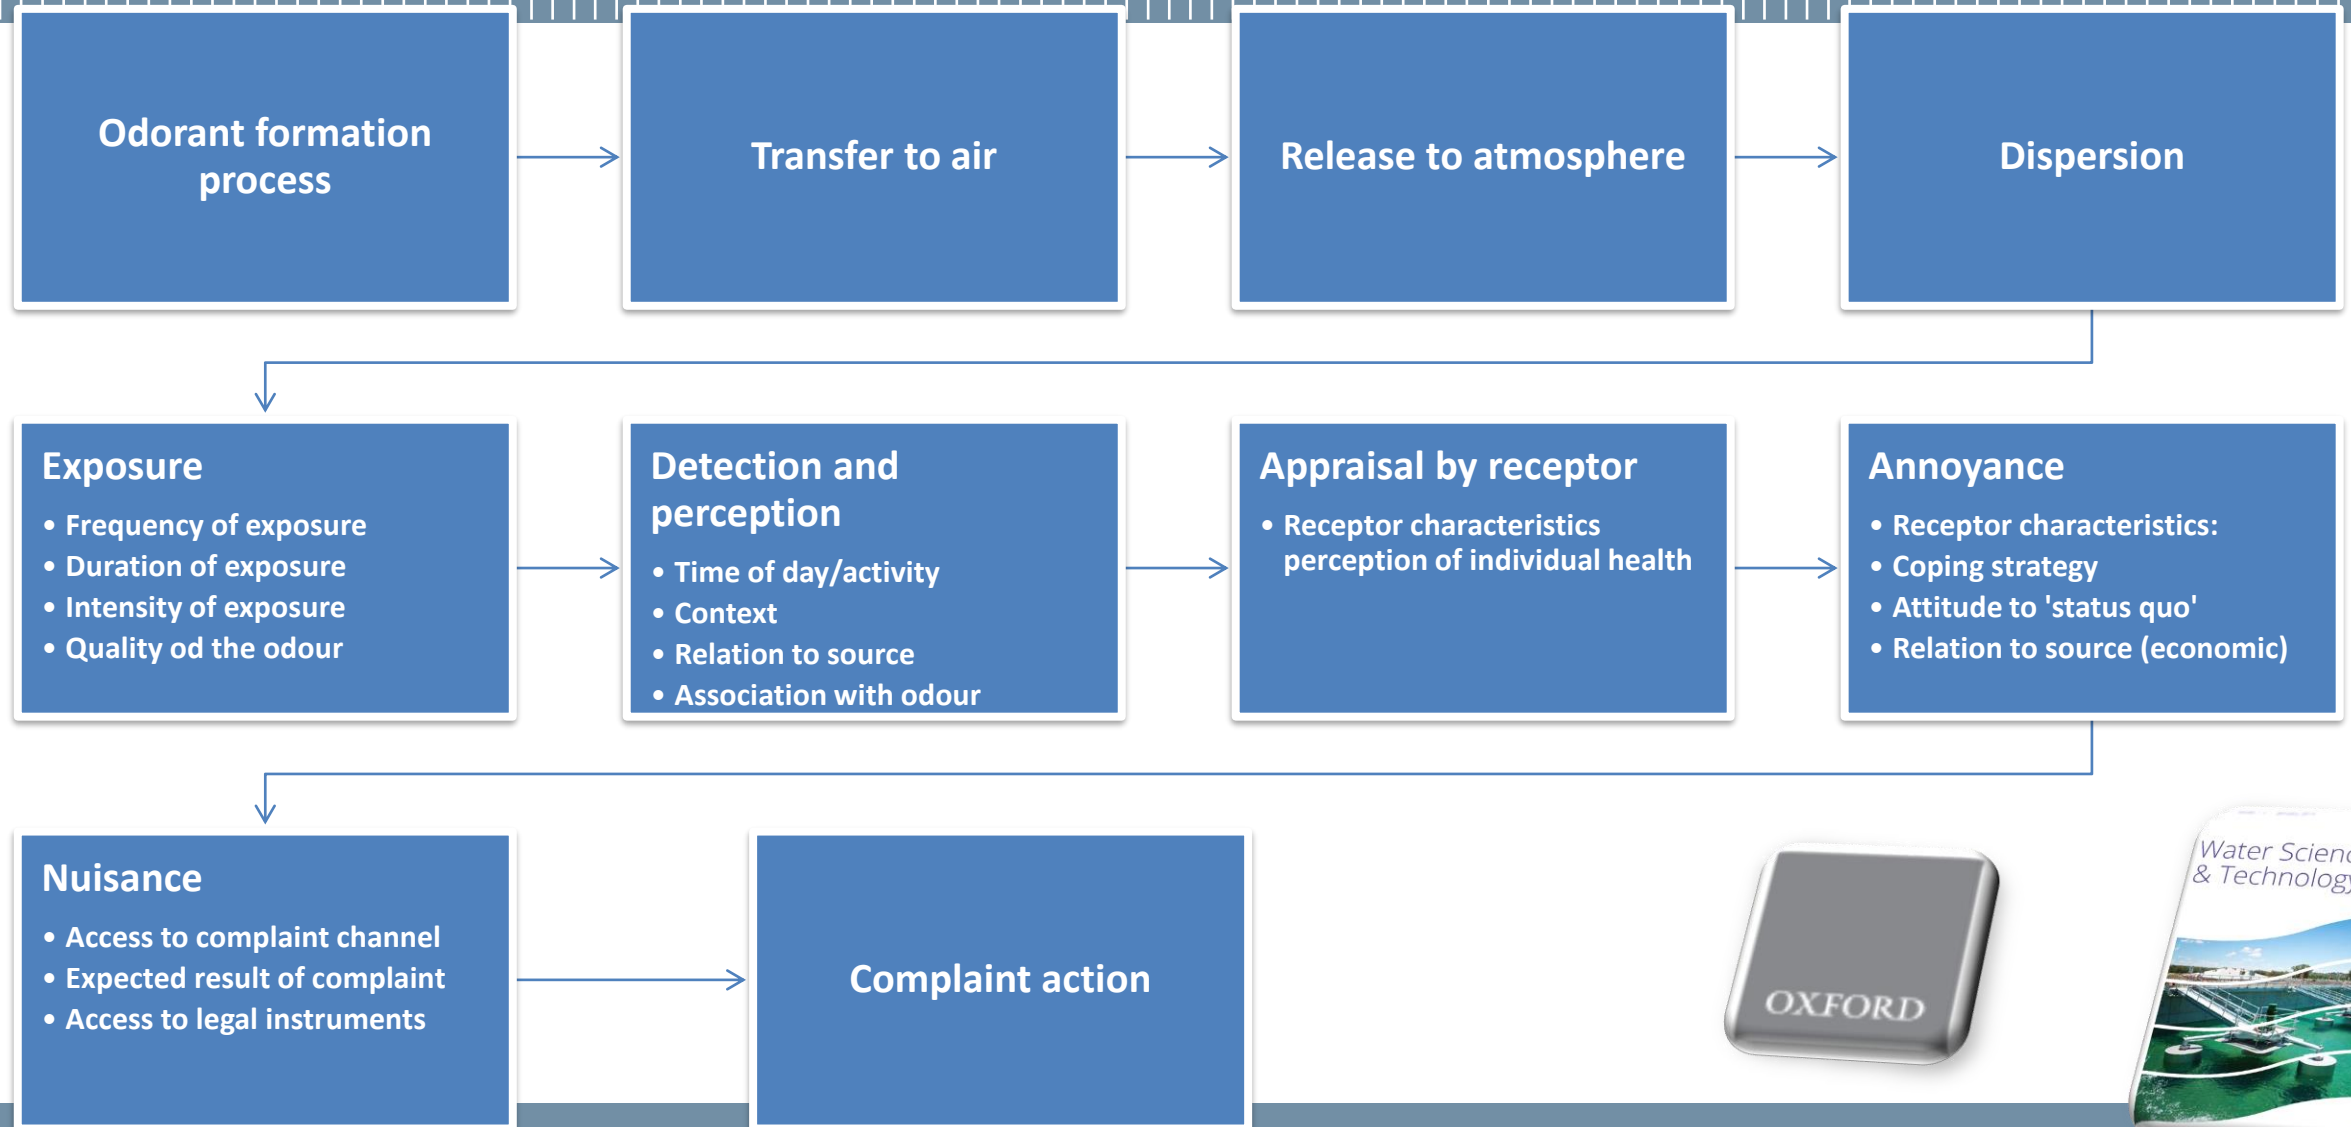 Odorant formation
process
Transfer to air
Release to atmosphere
Dispersion
Exposure
• Frequency of exposure
• Duration of exposure
• Intensity of exposure
• Quality od the odour
Detection and
perception
• Time of day/activity
• Context
• Relation to source
• Association with odour
Appraisal by receptor
• Receptor characteristics
perception of individual health
Annoyance
• Receptor characteristics:
• Coping strategy
• Attitude to 'status quo'
• Relation to source (economic)
Nuisance
• Access to complaint channel
• Expected result of complaint
• Access to legal instruments
Complaint action
OXFORD
Water Scienc
& Technology